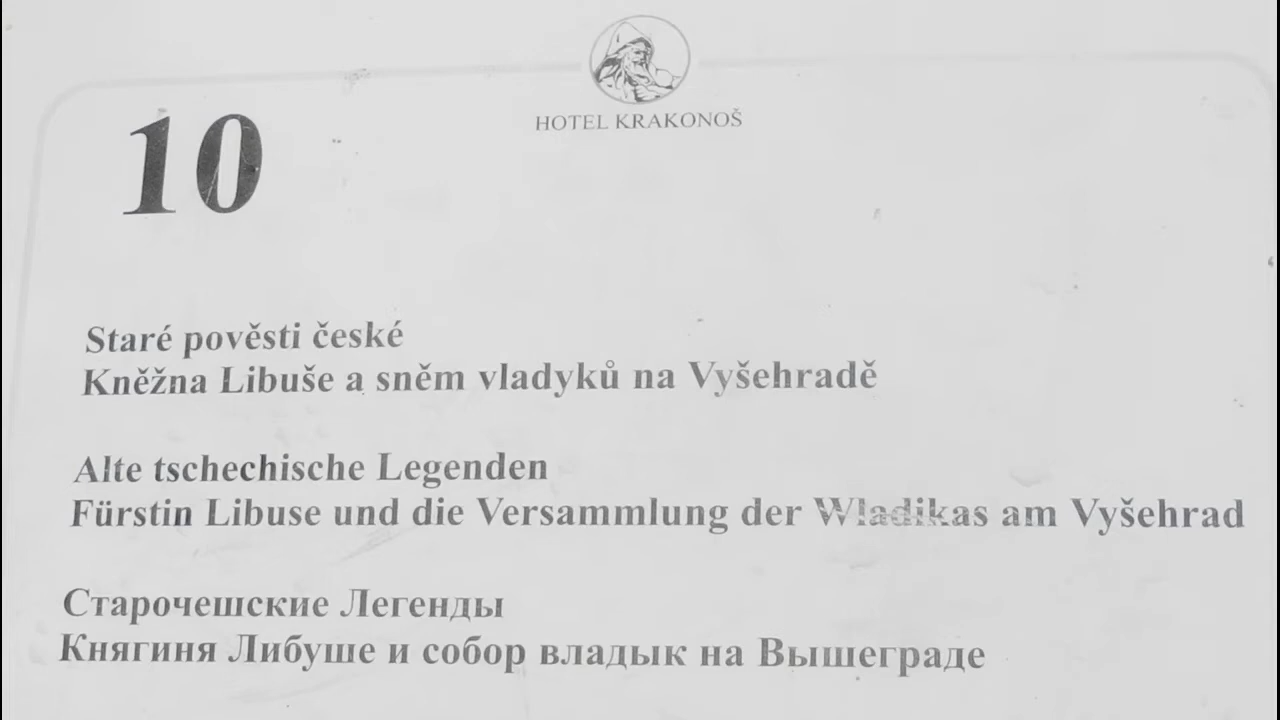 HOTEL KRAKONOŠ
10
Staré pověsti české
Kněžna Libuše a sněm vladyků na Vyšehradě
Alte tschechische Legenden
Fürstin Libuse und die Versammlung der Wladikas am Vyšehrad
Старочешские Легенды
Княгиня Либуше и собор владык на Вышеграде